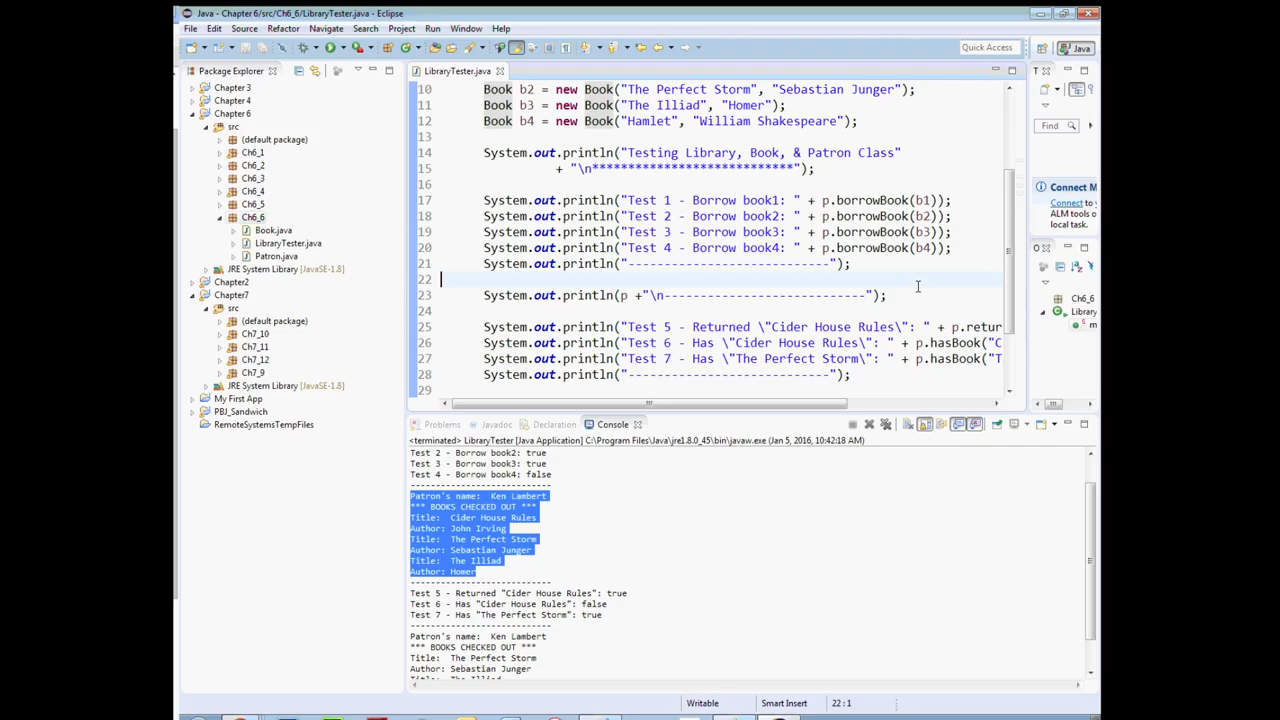 Java - Chapter 6/src/Ch6_6/LibraryTester.java - Eclipse
File Edit Source Refactor Navigate Search Project Run Window Help
Quick Access
Java
Package Explorer
Chapter 3
Chapter 4
Chapter 6
src
(default package)
Ch6_1
Ch6_2
Ch6_3
Ch6_4
Ch6_5
Ch6_6
Book.java
LibraryTester.java
Patron.java
JRE System Library [JavaSE-1.8]
Chapter2
Chapter7
src
(default package)
Ch7_10
Ch7_11
Ch7_12
Ch7_9
JRE System Library [JavaSE-1.8]
My First App
PBJ_Sandwich
RemoteSystemsTempFiles
LibraryTester.java
10 Book b2 = new Book("The Perfect Storm", "Sebastian Junger");
11 Book b3 = new Book("The Illiad", "Homer");
12 Book b4 = new Book("Hamlet", "William Shakespeare");
13
14 System.out.println("Testing Library, Book, & Patron Class"
15 + "\n****************************");
16
17 System.out.println("Test 1 - Borrow book1: " + p.borrowBook(b1));
18 System.out.println("Test 2 - Borrow book2: " + p.borrowBook(b2));
19 System.out.println("Test 3 - Borrow book3: " + p.borrowBook(b3));
20 System.out.println("Test 4 - Borrow book4: " + p.borrowBook(b4));
21 System.out.println("----------------------------");
22
23 System.out.println(p +"\n----------------------------");
24
25 System.out.println("Test 5 - Returned \"Cider House Rules\": " + p.retur
26 System.out.println("Test 6 - Has \"Cider House Rules\": " + p.hasBook("C
27 System.out.println("Test 7 - Has \"The Perfect Storm\": " + p.hasBook("T
28 System.out.println("----------------------------");
29
T
Find
Connect M
Connect to
ALM tools o
local task.
O
Ch6_6
Library
m
Problems Javadoc Declaration Console
<terminated> LibraryTester [Java Application] C:\Program Files\Java\jre1.8.0_45\bin\javaw.exe (Jan 5, 2016, 10:42:18 AM)
Test 2 - Borrow book2: true
Test 3 - Borrow book3: true
Test 4 - Borrow book4: false
----------------------------
Patron's name:  Ken Lambert
*** BOOKS CHECKED OUT ***
Title:  Cider House Rules
Author: John Irving
Title:  The Perfect Storm
Author: Sebastian Junger
Title:  The Illiad
Author: Homer
----------------------------
Test 5 - Returned "Cider House Rules": true
Test 6 - Has "Cider House Rules": false
Test 7 - Has "The Perfect Storm": true
----------------------------
Patron's name:  Ken Lambert
*** BOOKS CHECKED OUT ***
Title:  The Perfect Storm
Author: Sebastian Junger
Writable Smart Insert 22 : 1